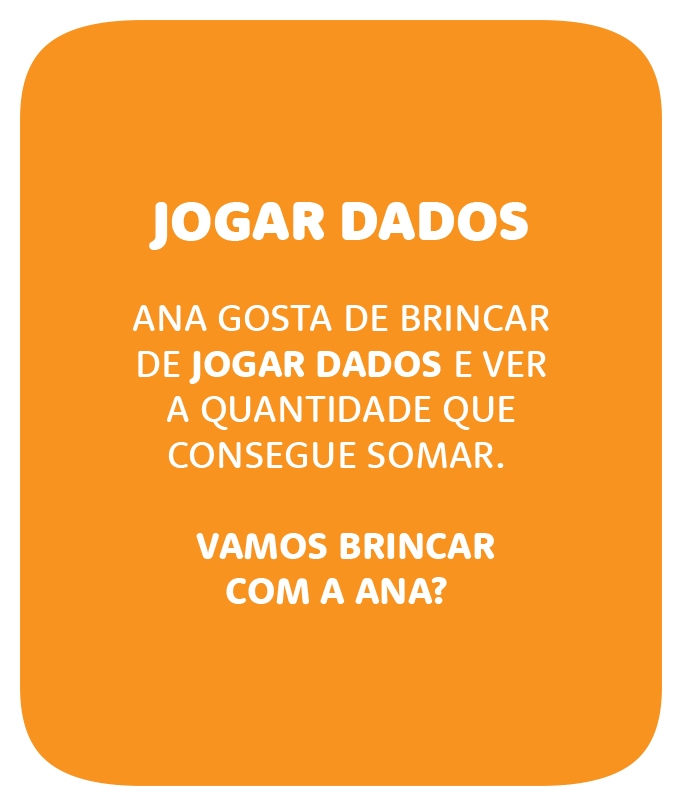 JOGAR DADOS
ANA GOSTA DE BRINCAR
DE JOGAR DADOS E VER
A QUANTIDADE QUE
CONSEGUE SOMAR.
VAMOS BRINCAR
COM A ANA?